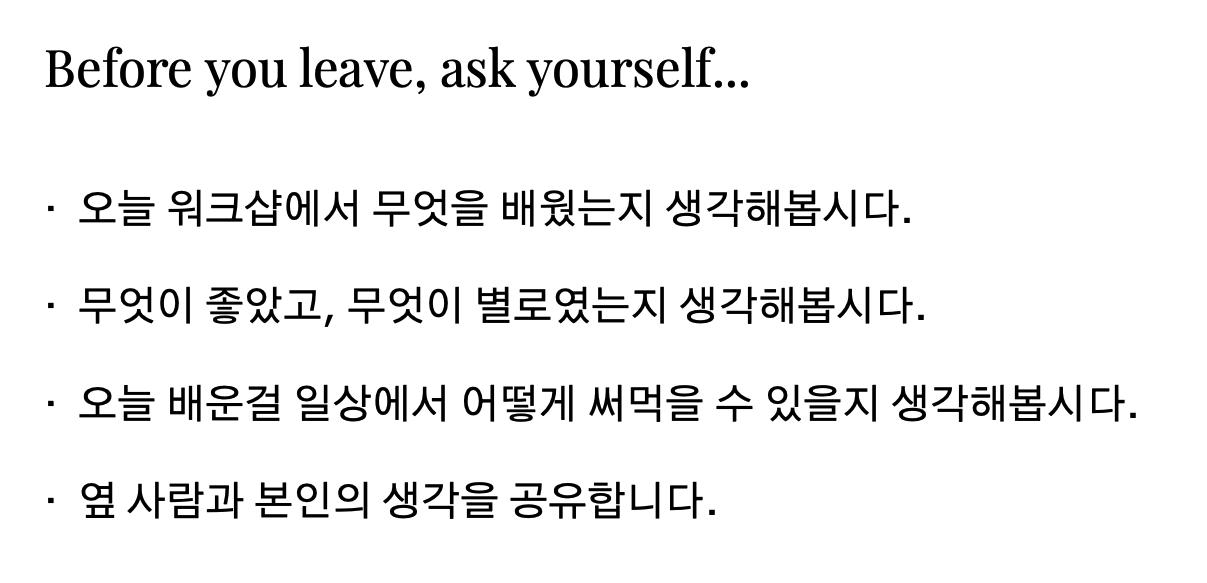 Before you leave, ask yourself...
· 오늘 워크샵에서 무엇을 배웠는지 생각해봅시다.
· 무엇이 좋았고, 무엇이 별로였는지 생각해봅시다.
· 오늘 배운걸 일상에서 어떻게 써먹을 수 있을지 생각해봅시다.
· 옆 사람과 본인의 생각을 공유합니다.